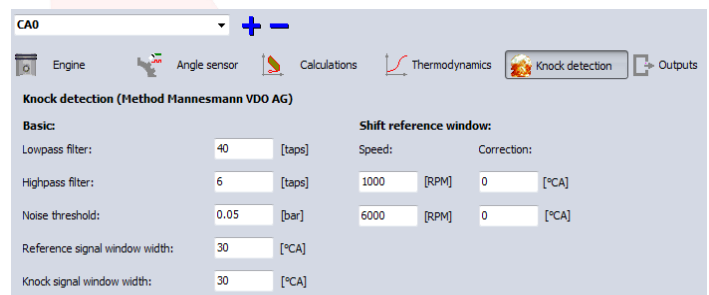 CA0
Engine Angle sensor Calculations Thermodynamics Knock detection Outputs
Knock detection (Method Mannesmann VDO AG)
Basic: Shift reference window:
Lowpass filter: 40 [taps] Speed: Correction:
Highpass filter: 6 [taps] 1000 [RPM] 0 [°CA]
Noise threshold: 0.05 [bar] 6000 [RPM] 0 [°CA]
Reference signal window width: 30 [°CA]
Knock signal window width: 30 [°CA]